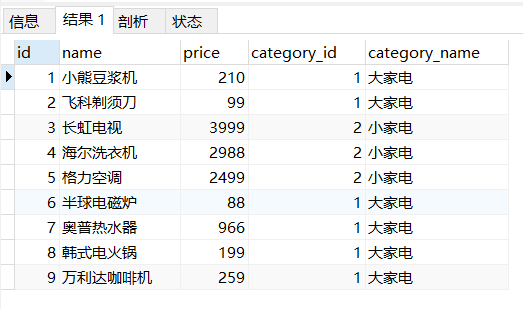 信息 结果 1 剖析 状态
id name price category_id category_name
1 小熊豆浆机 210 1 大家电
2 飞科剃须刀 99 1 大家电
3 长虹电视 3999 2 小家电
4 海尔洗衣机 2988 2 小家电
5 格力空调 2499 2 小家电
6 半球电磁炉 88 1 大家电
7 奥普热水器 966 1 大家电
8 韩式电火锅 199 1 大家电
9 万利达咖啡机 259 1 大家电